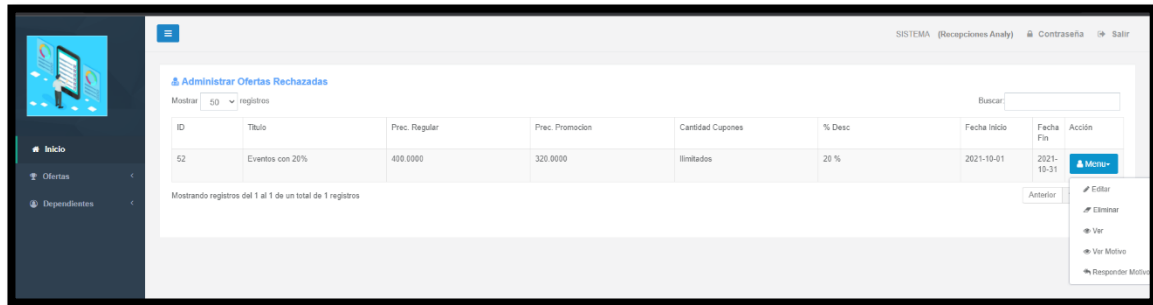 SISTEMA (Recepciones Analy) Contraseña Salir
Administrar Ofertas Rechazadas
Mostrar 50 registros Buscar:
ID Titulo Prec. Regular Prec. Promocion Cantidad Cupones % Desc Fecha Inicio Fecha Fin Acción
52 Eventos con 20% 400.0000 320.0000 Ilimitados 20 % 2021-10-01 2021-10-31 Menu
Mostrando registros del 1 al 1 de un total de 1 registros Anterior
Inicio
Ofertas
Dependientes
Editar
Eliminar
Ver
Ver Motivo
Responder Motivo